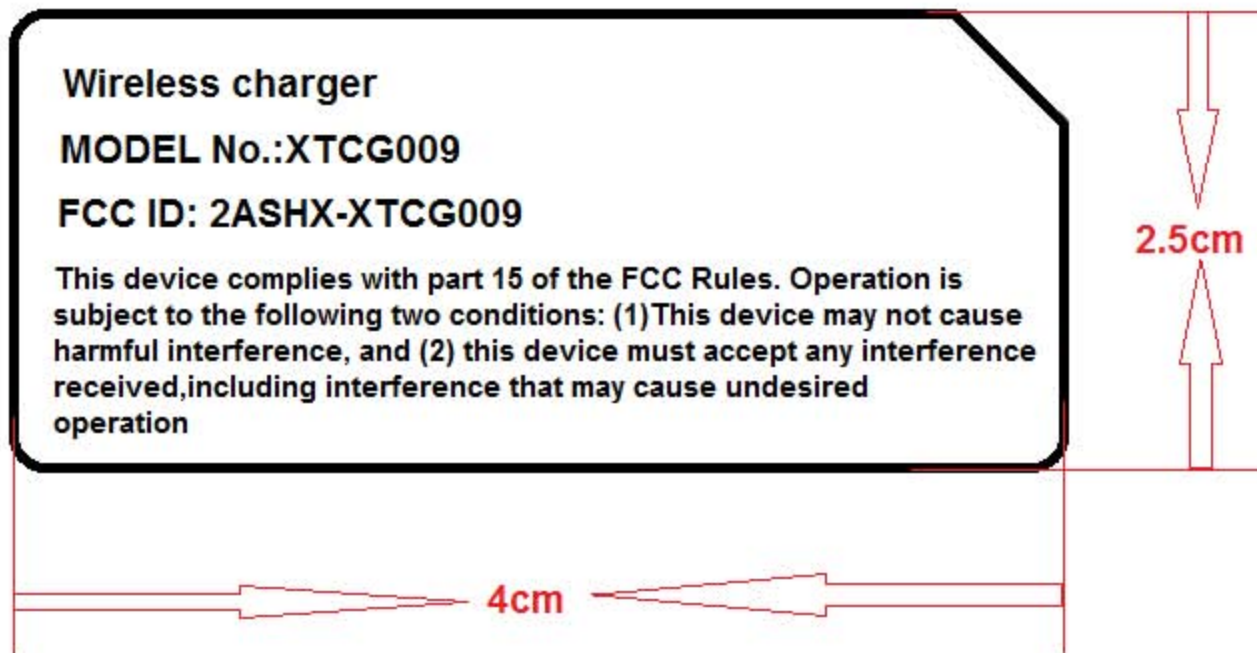 Wireless charger
MODEL No.:XTCG009
FCC ID: 2ASHX-XTCG009
This device complies with part 15 of the FCC Rules. Operation is
subject to the following two conditions: (1)This device may not cause
harmful interference, and (2) this device must accept any interference
received,including interference that may cause undesired
operation
2.5cm
4cm